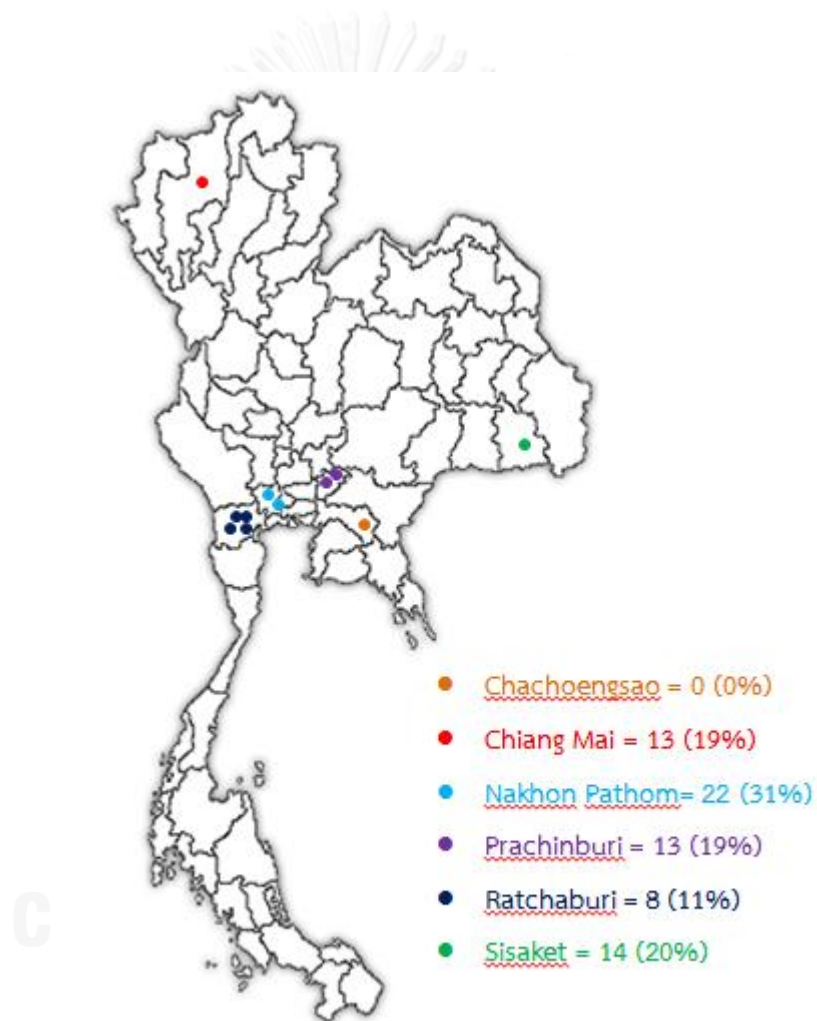 Chachoengsao = 0 (0%)
Chiang Mai = 13 (19%)
Nakhon Pathom= 22 (31%)
Prachinburi = 13 (19%)
C
Ratchaburi = 8 (11%)
Sisaket = 14 (20%)